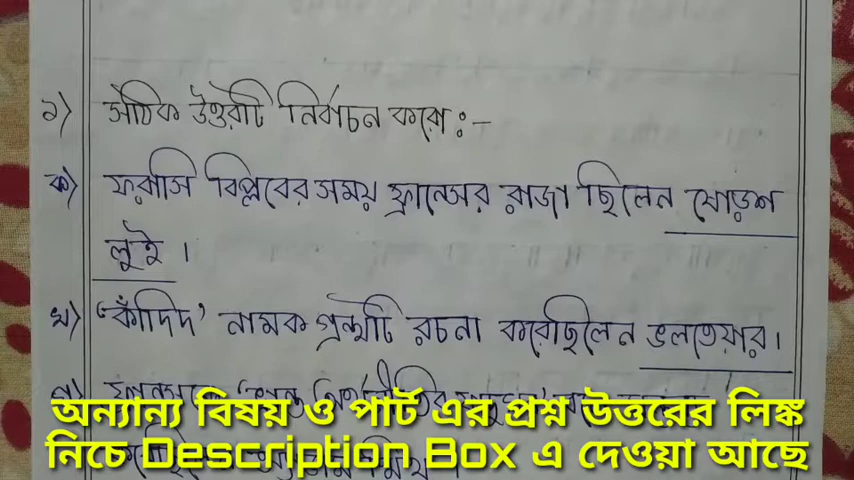 ১) সঠিক উত্তরটি নির্বাচন করো:-
ক) ফরাসি বিপ্লবের সময় ফ্রান্সের রাজা ছিলেন ষোড়শ
লুই ।
খ) 'কাঁদিদ' নামক গ্রন্থটি রচনা করেছিলেন ভলতেয়ার ।
গ)
অন্যান্য বিষয় ও পার্ট এর প্রশ্ন উত্তরের লিঙ্ক
নিচে Description Box এ দেওয়া আছে